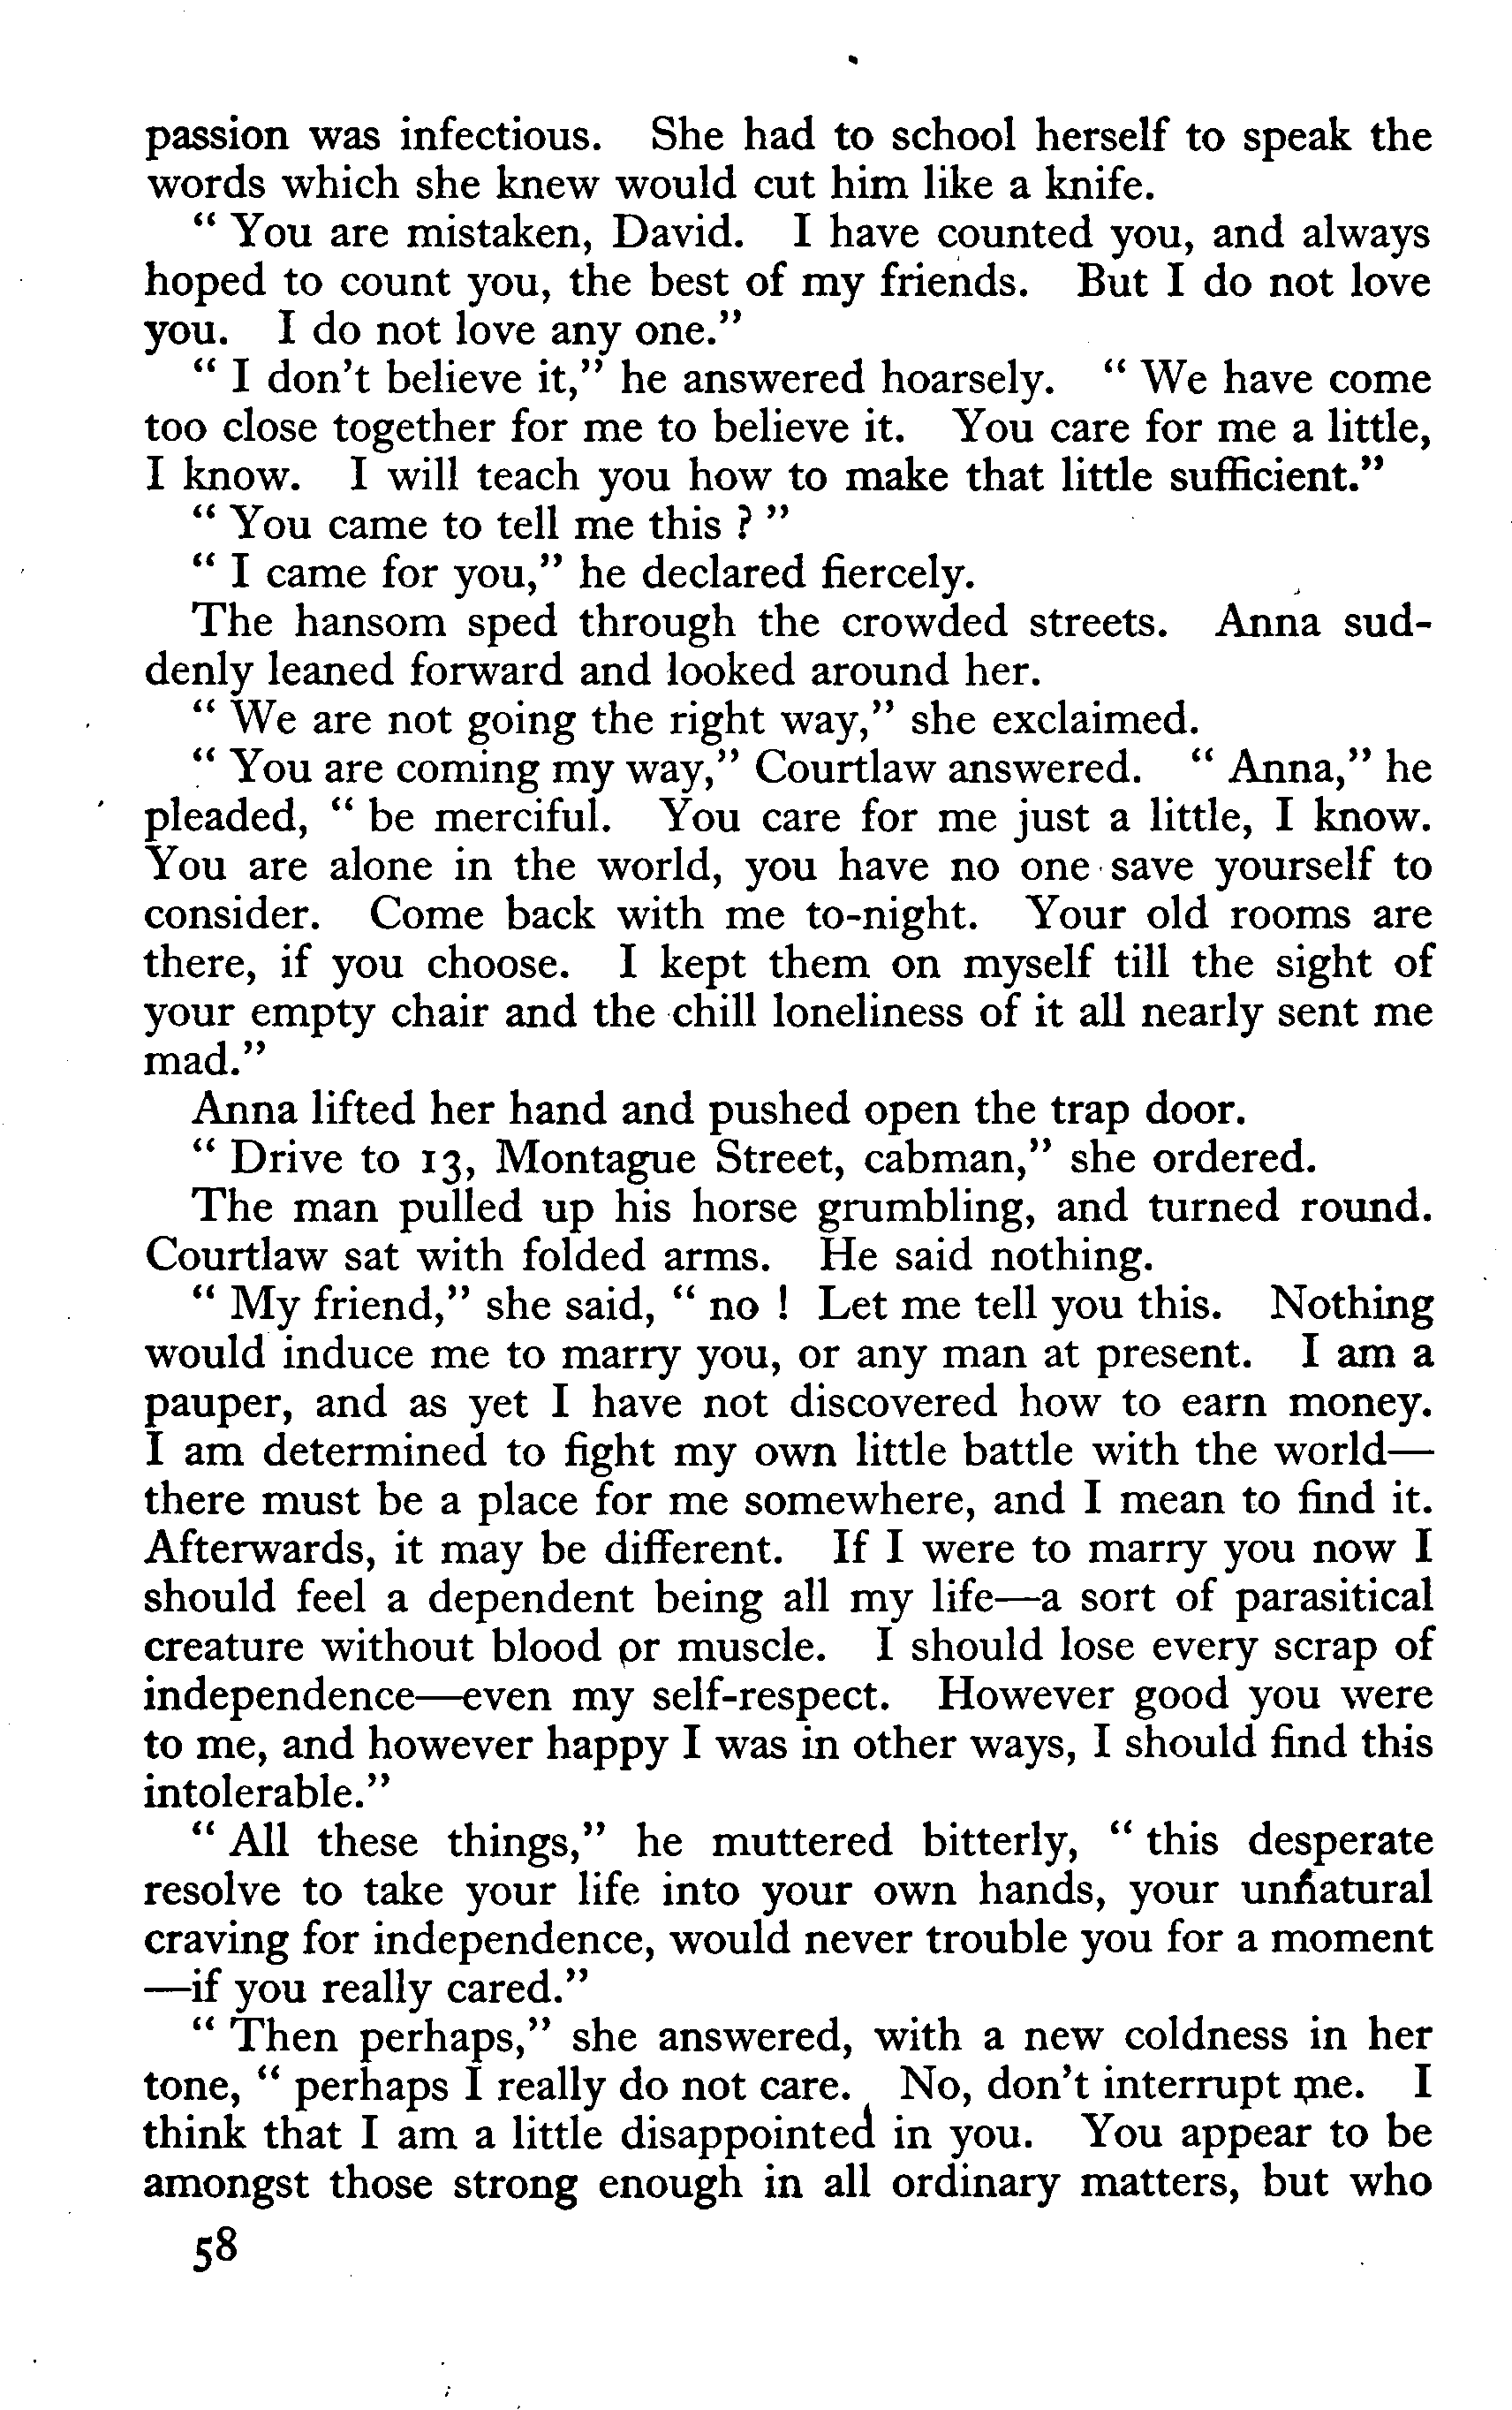 passion was infectious. She had to school herself to speak the
words which she knew would cut him like a knife.
“ You are mistaken, David. I have counted you, and always
hoped to count you, the best of my friends. But I do not love
you. I do not love any one.”
“ I don't believe it,” he answered hoarsely. “ We have come
too close together for me to believe it. You care for me a little,
I know. I will teach you how to make that little sufficient.”
“ You came to tell me this ? ”
“ I came for you,” he declared fiercely.
The hansom sped through the crowded streets. Anna sud-
denly leaned forward and looked around her.
“ We are not going the right way,” she exclaimed.
“ You are coming my way,” Courtlaw answered. “ Anna,” he
pleaded, “ be merciful. You care for me just a little, I know.
You are alone in the world, you have no one save yourself to
consider. Come back with me to-night. Your old rooms are
there, if you choose. I kept them on myself till the sight of
your empty chair and the chill loneliness of it all nearly sent me
mad.”
Anna lifted her hand and pushed open the trap door.
“ Drive to 13, Montague Street, cabman,” she ordered.
The man pulled up his horse grumbling, and turned round.
Courtlaw sat with folded arms. He said nothing.
“ My friend,” she said, “ no ! Let me tell you this. Nothing
would induce me to marry you, or any man at present. I am a
pauper, and as yet I have not discovered how to earn money.
I am determined to fight my own little battle with the world—
there must be a place for me somewhere, and I mean to find it.
Afterwards, it may be different. If I were to marry you now I
should feel a dependent being all my life—a sort of parasitical
creature without blood or muscle. I should lose every scrap of
independence—even my self-respect. However good you were
to me, and however happy I was in other ways, I should find this
intolerable.”
“ All these things,” he muttered bitterly, “ this desperate
resolve to take your life into your own hands, your unnatural
craving for independence, would never trouble you for a moment
—if you really cared.”
“ Then perhaps,” she answered, with a new coldness in her
tone, “ perhaps I really do not care. No, don't interrupt me. I
think that I am a little disappointed in you. You appear to be
amongst those strong enough in all ordinary matters, but who
58